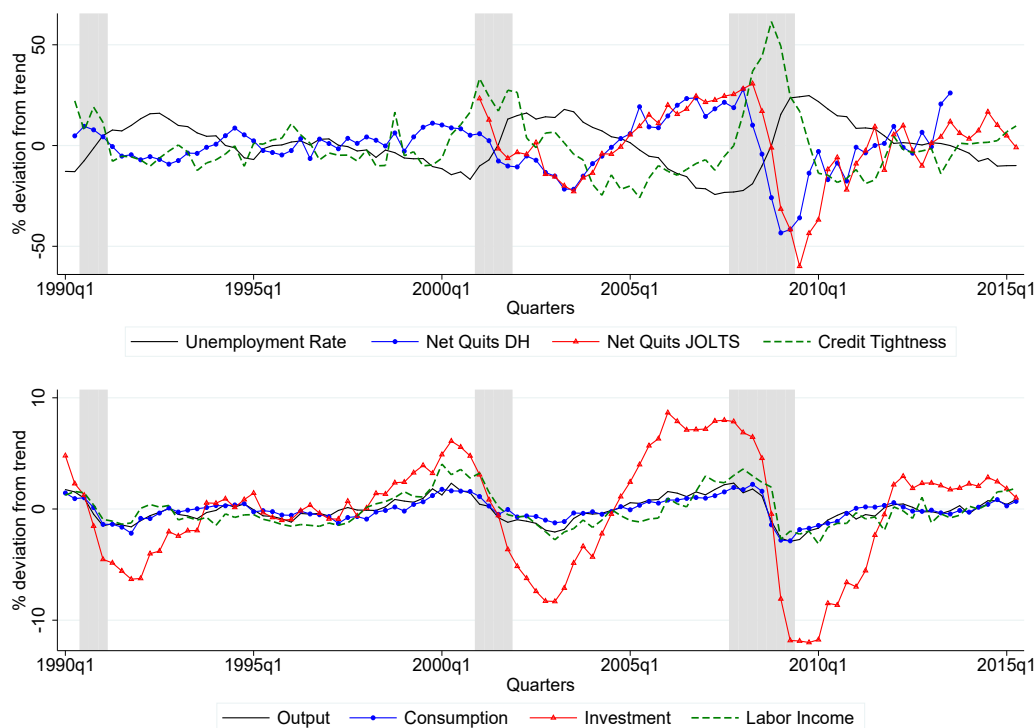 % deviation from trend
50
0
-50
1990q1 1995q1 2000q1 2005q1 2010q1 2015q1
Quarters
Unemployment Rate Net Quits DH Net Quits JOLTS Credit Tightness
% deviation from trend
10
0
-10
1990q1 1995q1 2000q1 2005q1 2010q1 2015q1
Quarters
Output Consumption Investment Labor Income